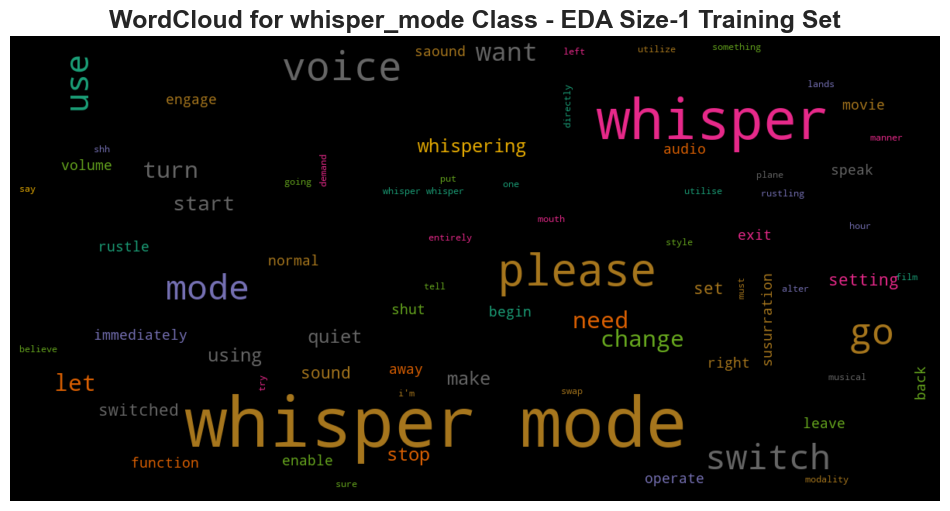 WordCloud for whisper_mode Class - EDA Size-1 Training Set
use
voice
saound
want
left
utilize
something
engage
directly
whisper
lands
movie
shh
volume
turn
whispering
audio
manner
say
start
going
demand
put
whisper whisper
one
utilise
plane
rustling
speak
rustle
normal
entirely
mouth
style
exit
hour
mode
tell
please
set
must
susurration
alter
setting
film
immediately
shut
begin
need
change
go
believe
using
quiet
right
let
try
sound
away
i'm
make
swap
musical
back
switched
whisper mode
leave
function
enable
stop
switch
sure
operate
modality